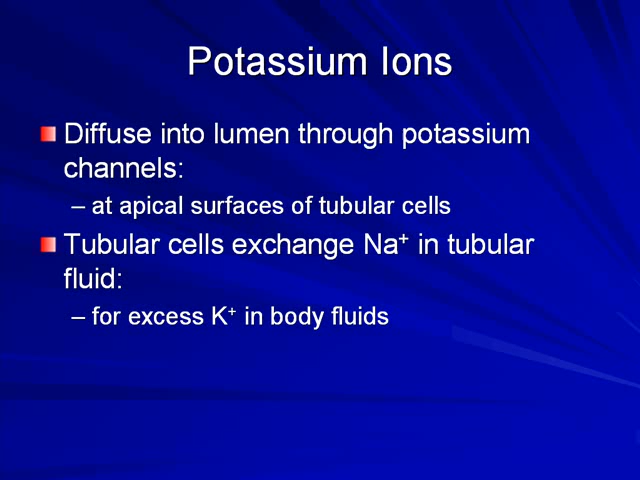 Potassium Ions
Diffuse into lumen through potassium
channels:
– at apical surfaces of tubular cells
Tubular cells exchange Na⁺ in tubular
fluid:
– for excess K⁺ in body fluids